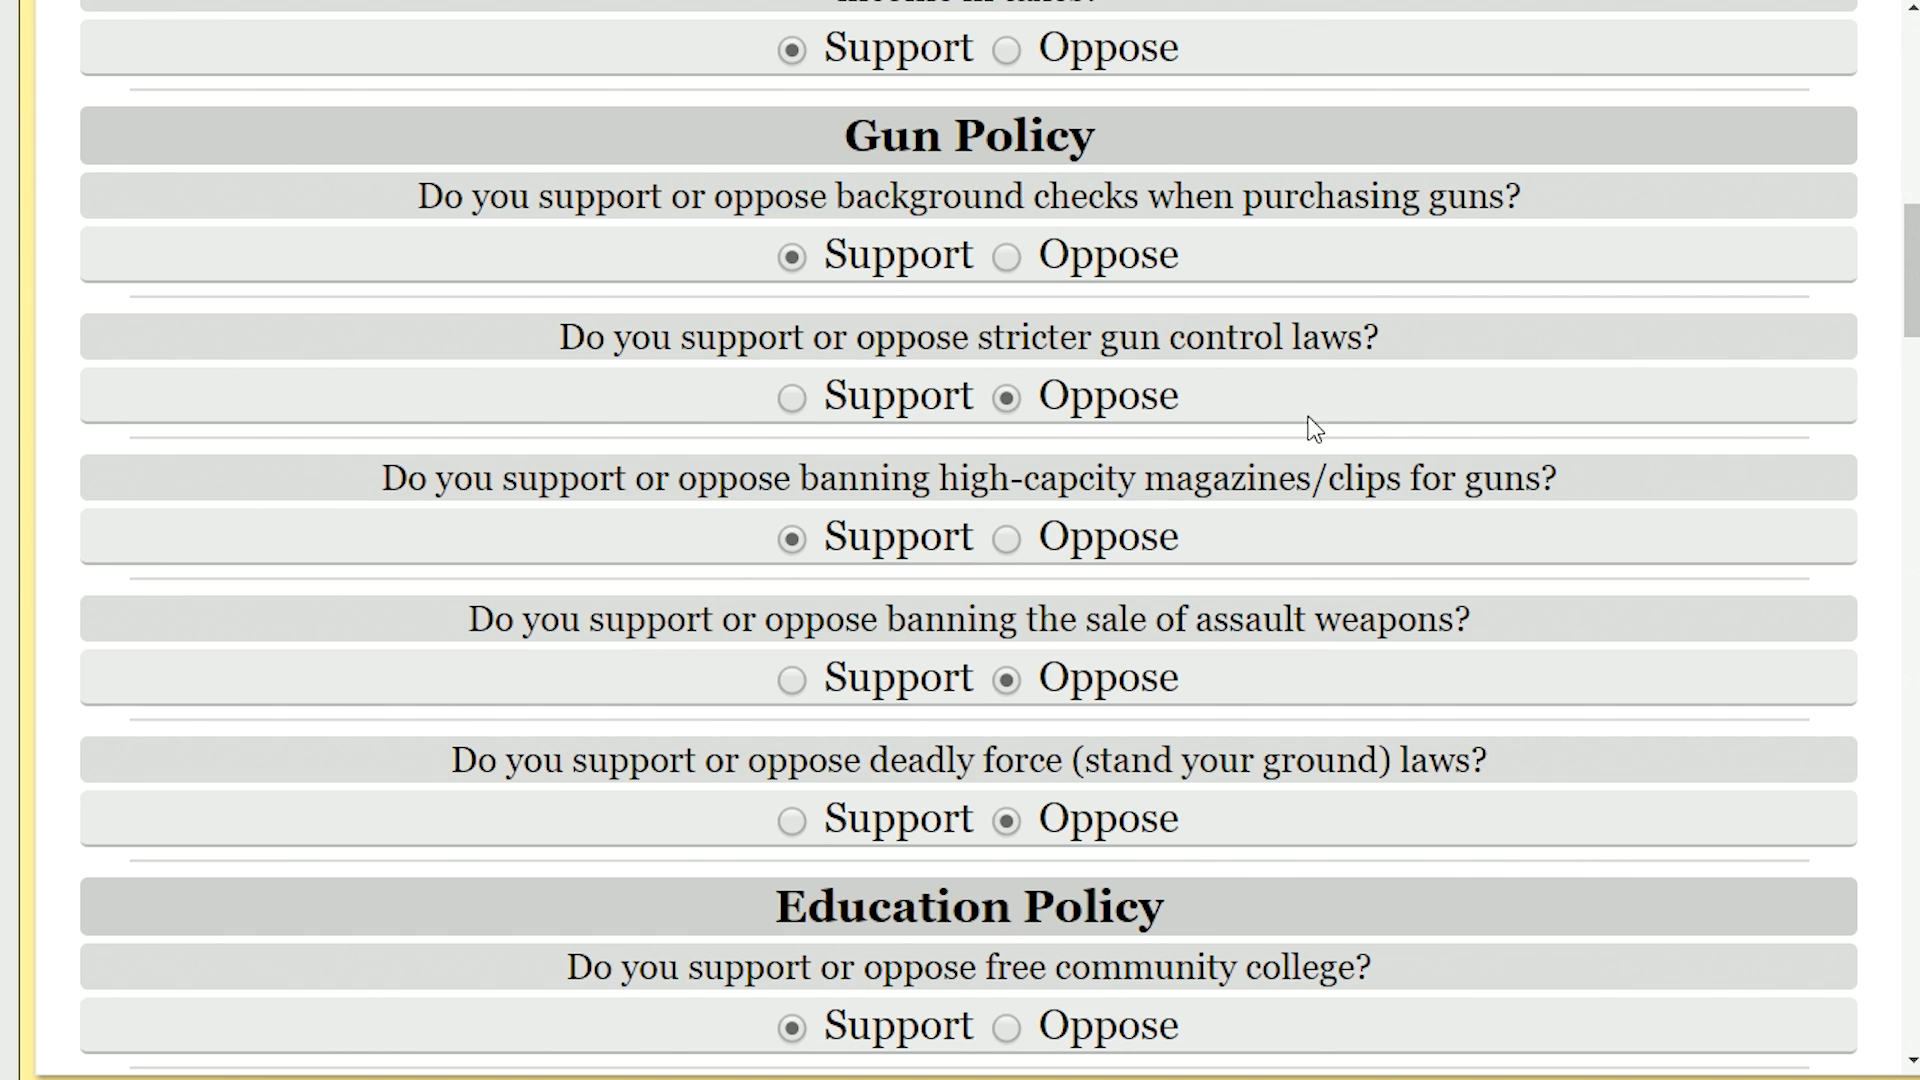 Support Oppose
Gun Policy
Do you support or oppose background checks when purchasing guns?
Support Oppose
Do you support or oppose stricter gun control laws?
Support Oppose
Do you support or oppose banning high-capcity magazines/clips for guns?
Support Oppose
Do you support or oppose banning the sale of assault weapons?
Support Oppose
Do you support or oppose deadly force (stand your ground) laws?
Support Oppose
Education Policy
Do you support or oppose free community college?
Support Oppose